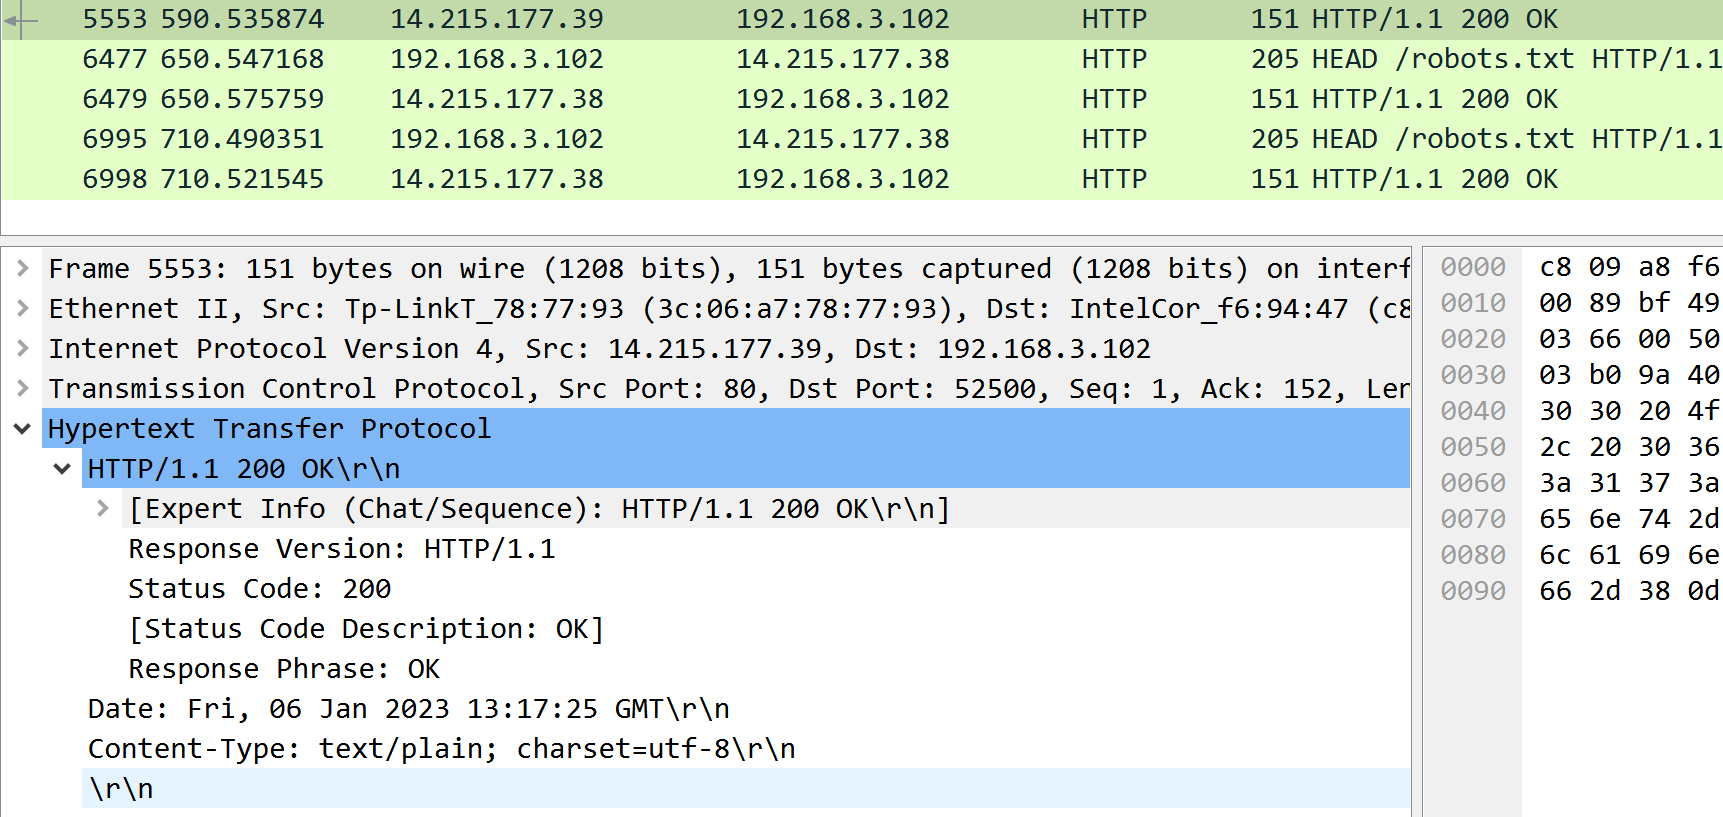 5553 590.535874 14.215.177.39 192.168.3.102 HTTP 151 HTTP/1.1 200 OK
6477 650.547168 192.168.3.102 14.215.177.38 HTTP 205 HEAD /robots.txt HTTP/1.1
6479 650.575759 14.215.177.38 192.168.3.102 HTTP 151 HTTP/1.1 200 OK
6995 710.490351 192.168.3.102 14.215.177.38 HTTP 205 HEAD /robots.txt HTTP/1.1
6998 710.521545 14.215.177.38 192.168.3.102 HTTP 151 HTTP/1.1 200 OK
Frame 5553: 151 bytes on wire (1208 bits), 151 bytes captured (1208 bits) on interf
Ethernet II, Src: Tp-LinkT_78:77:93 (3c:06:a7:78:77:93), Dst: IntelCor_f6:94:47 (c8
Internet Protocol Version 4, Src: 14.215.177.39, Dst: 192.168.3.102
Transmission Control Protocol, Src Port: 80, Dst Port: 52500, Seq: 1, Ack: 152, Len
Hypertext Transfer Protocol
HTTP/1.1 200 OK\r\n
[Expert Info (Chat/Sequence): HTTP/1.1 200 OK\r\n]
Response Version: HTTP/1.1
Status Code: 200
[Status Code Description: OK]
Response Phrase: OK
Date: Fri, 06 Jan 2023 13:17:25 GMT\r\n
Content-Type: text/plain; charset=utf-8\r\n
\r\n
0000 c8 09 a8 f6
0010 00 89 bf 49
0020 03 66 00 50
0030 03 b0 9a 40
0040 30 30 20 4f
0050 2c 20 30 36
0060 3a 31 37 3a
0070 65 6e 74 2d
0080 6c 61 69 6e
0090 66 2d 38 0d